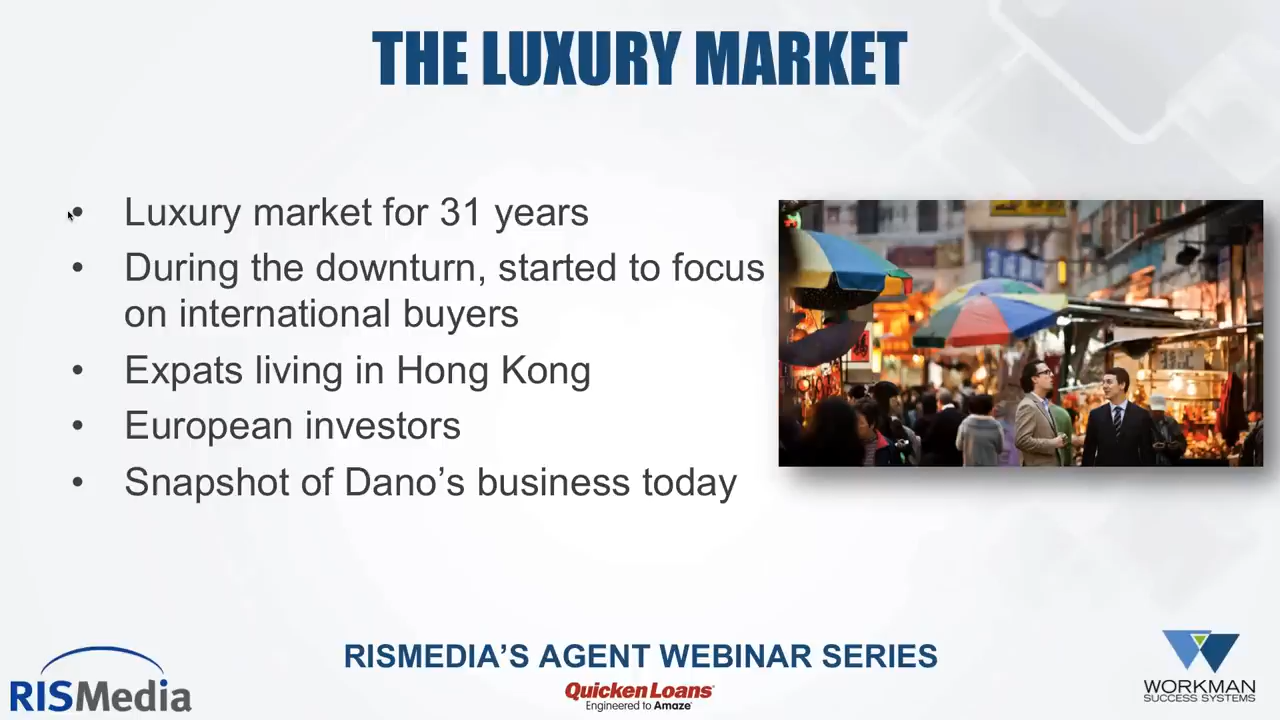 THE LUXURY MARKET
• Luxury market for 31 years
• During the downturn, started to focus
on international buyers
• Expats living in Hong Kong
• European investors
• Snapshot of Dano’s business today
RISMEDIA’S AGENT WEBINAR SERIES
Quicken Loans
Engineered to Amaze
RISMedia
WORKMAN
SUCCESS SYSTEMS